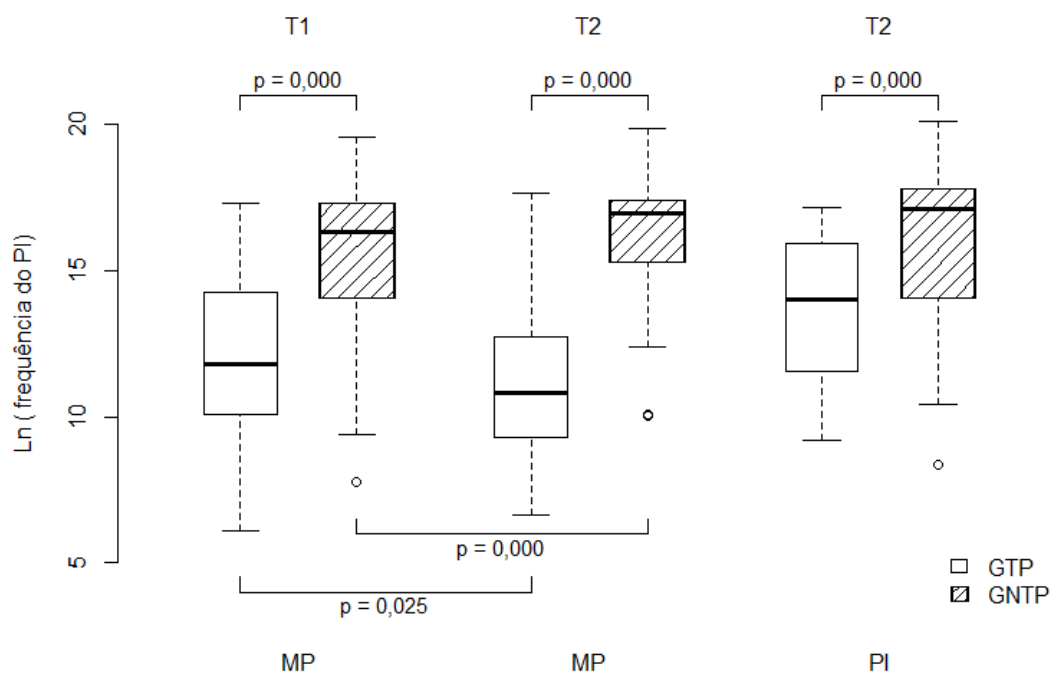 T1 T2 T2
p = 0,000 p = 0,000 p = 0,000
Ln ( frequência do PI)
20
15
10
5
p = 0,000
p = 0,025
GTP
GNTP
MP MP PI